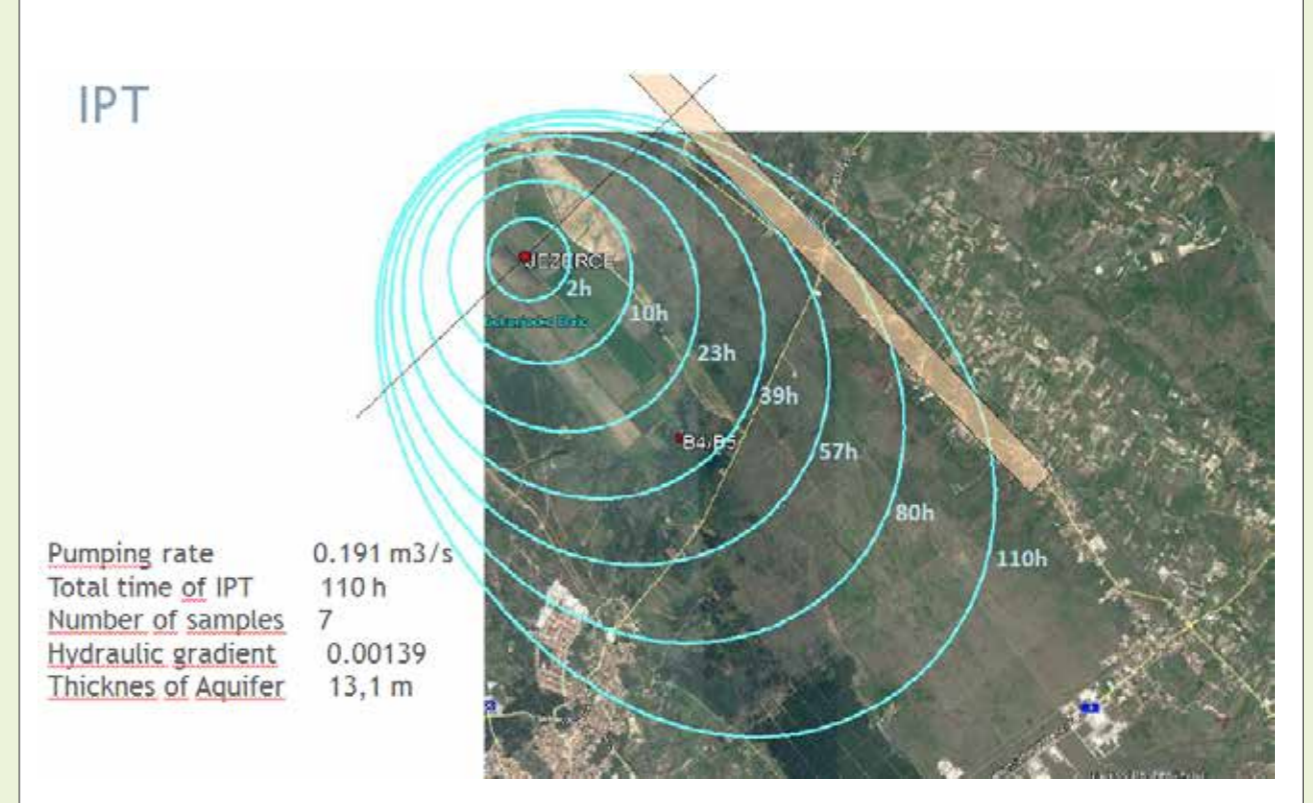 IPT
JEZERCE
2h
10h
23h
39h
B4/B5
57h
80h
110h
Pumping rate 0.191 m3/s
Total time of IPT 110 h
Number of samples 7
Hydraulic gradient 0.00139
Thicknes of Aquifer 13,1 m